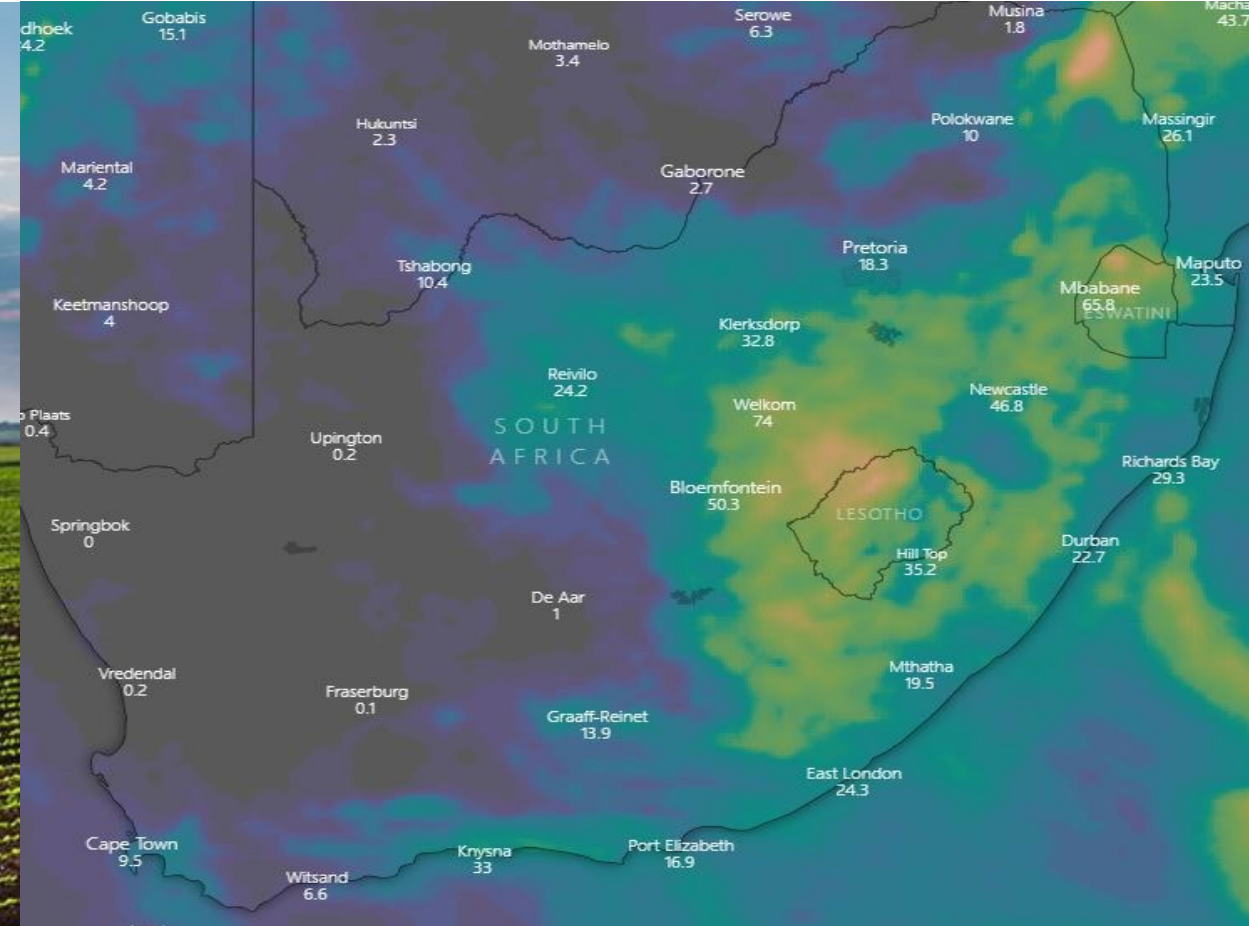 Gobabis
15.1
dhoek
4.2
Serowe
6.3
Musina
1.8
Macha
43.7
Mothamelo
3.4
Hukuntsi
2.3
Polokwane
10
Massingir
26.1
Mariental
4.2
Gaborone
2.7
Pretoria
18.3
Tshabong
10.4
Maputo
23.5
Mbabane
65.8
ESWATINI
Keetmanshoop
4
Klerksdorp
32.8
Reivilo
24.2
Newcastle
46.8
Welkom
74
Plaats
0.4
SOUTH
AFRICA
Upington
0.2
Richards Bay
29.3
Bloemfontein
50.3
LESOTHO
Springbok
0
Durban
22.7
Hill Top
35.2
De Aar
1
Mthatha
19.5
Vredendal
0.2
Fraserburg
0.1
Graaff-Reinet
13.9
East London
24.3
Cape Town
9.5
Knysna
33
Port Elizabeth
16.9
Witsand
6.6